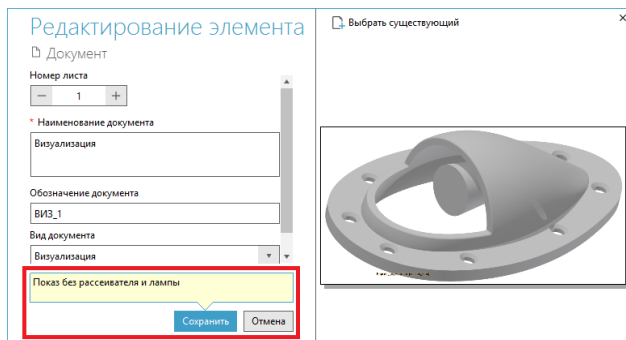 Редактирование элемента
Документ
Номер листа
1
* Наименование документа
Визуализация
Обозначение документа
ВИЗ_1
Вид документа
Визуализация
Показ без рассеивателя и лампы
Сохранить Отмена
Выбрать существующий